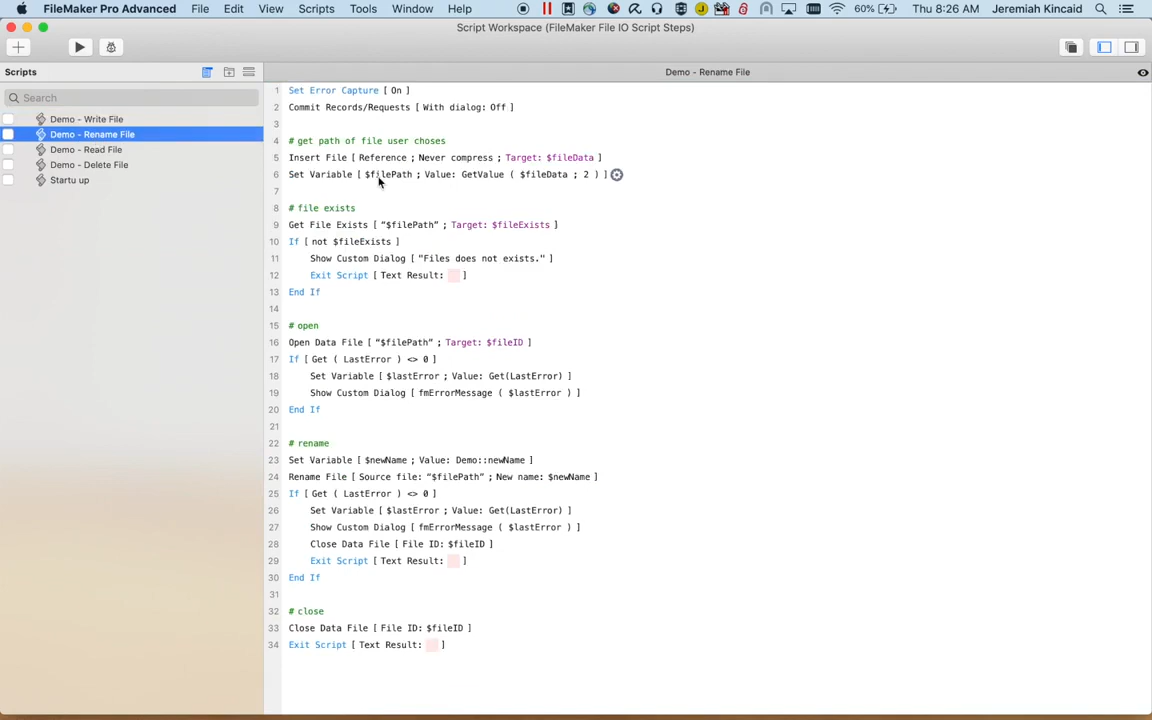 FileMaker Pro Advanced File Edit View Scripts Tools Window Help 60% Thu 8:26 AM Jeremiah Kincaid
Script Workspace (FileMaker File IO Script Steps)
Scripts
Demo - Rename File
Search
Demo - Write File
Demo - Rename File
Demo - Read File
Demo - Delete File
Startu up
1 Set Error Capture [ On ]
2 Commit Records/Requests [ With dialog: Off ]
3
4 # get path of file user choses
5 Insert File [ Reference ; Never compress ; Target: $fileData ]
6 Set Variable [ $filePath ; Value: GetValue ( $fileData ; 2 ) ]
7
8 # file exists
9 Get File Exists [ “$filePath” ; Target: $fileExists ]
10 If [ not $fileExists ]
11 Show Custom Dialog [ "Files does not exists." ]
12 Exit Script [ Text Result: ]
13 End If
14
15 # open
16 Open Data File [ “$filePath” ; Target: $fileID ]
17 If [ Get ( LastError ) <> 0 ]
18 Set Variable [ $lastError ; Value: Get(LastError) ]
19 Show Custom Dialog [ fmErrorMessage ( $lastError ) ]
20 End If
21
22 # rename
23 Set Variable [ $newName ; Value: Demo::newName ]
24 Rename File [ Source file: “$filePath” ; New name: $newName ]
25 If [ Get ( LastError ) <> 0 ]
26 Set Variable [ $lastError ; Value: Get(LastError) ]
27 Show Custom Dialog [ fmErrorMessage ( $lastError ) ]
28 Close Data File [ File ID: $fileID ]
29 Exit Script [ Text Result: ]
30 End If
31
32 # close
33 Close Data File [ File ID: $fileID ]
34 Exit Script [ Text Result: ]